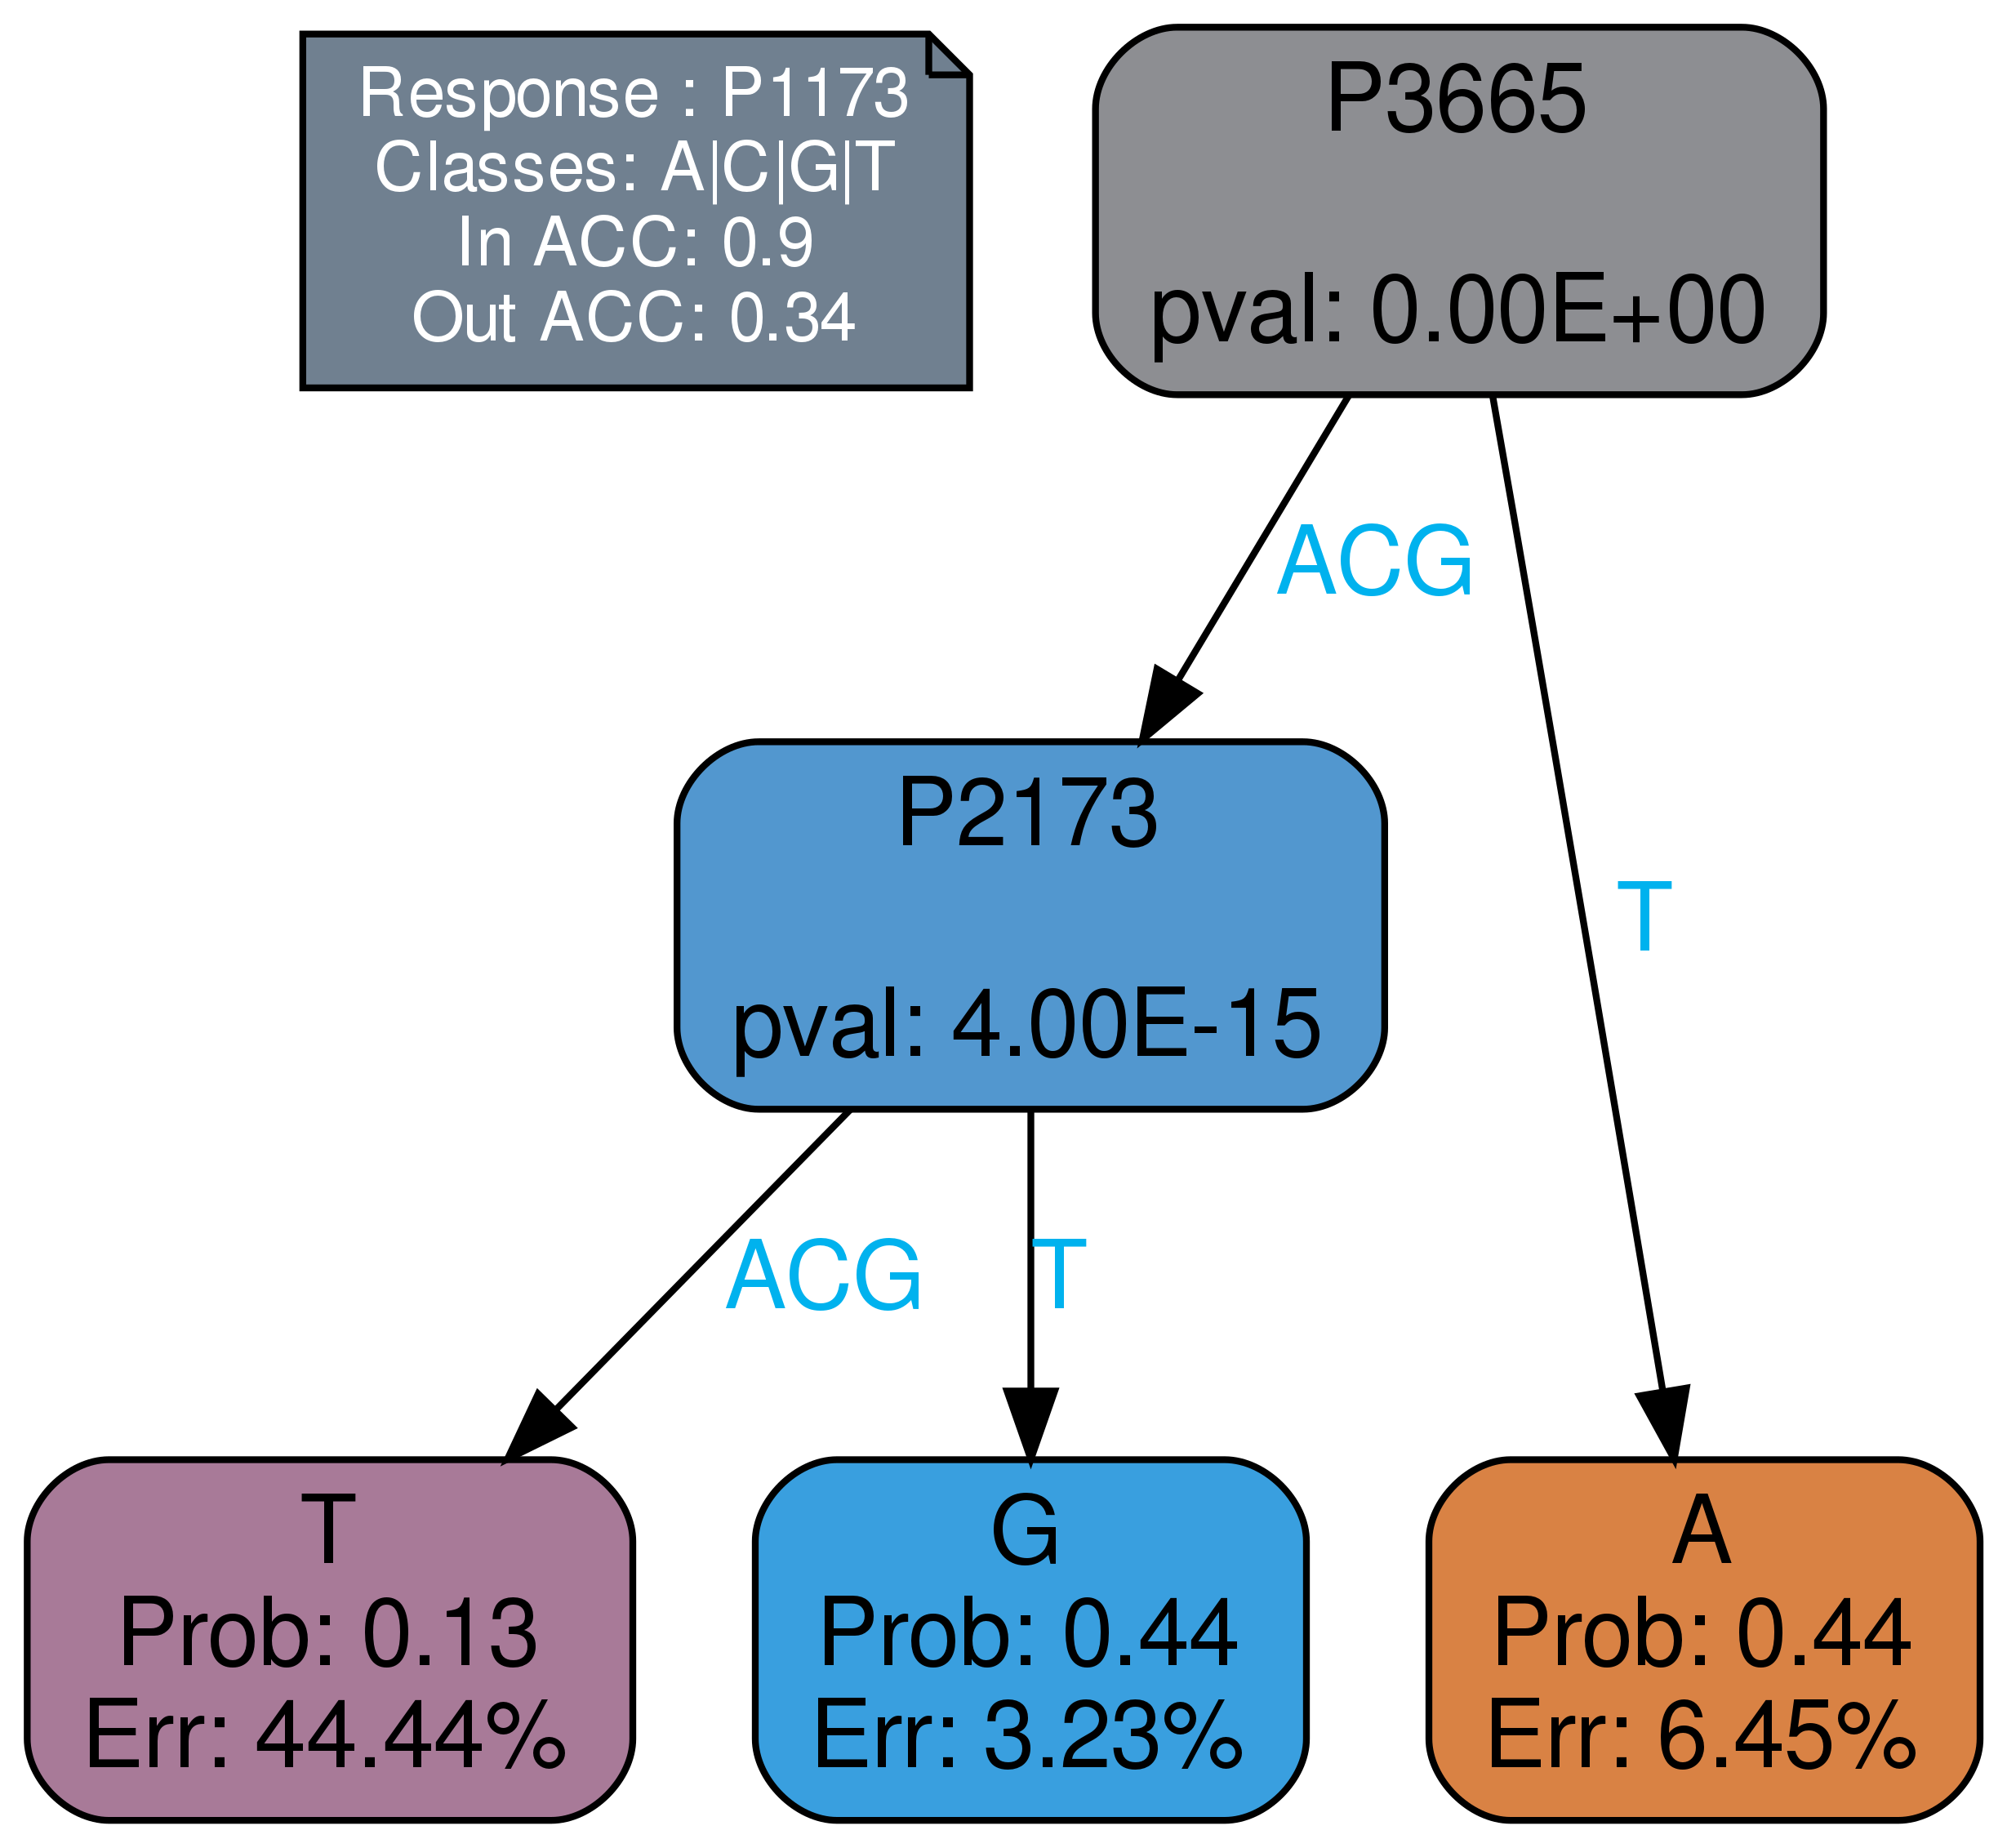 Response : P1173
Classes: A|C|G|T
In ACC: 0.9
Out ACC: 0.34
P3665
pval: 0.00E+00
ACG
T
P2173
pval: 4.00E-15
ACG
T
T
Prob: 0.13
Err: 44.44%
G
Prob: 0.44
Err: 3.23%
A
Prob: 0.44
Err: 6.45%